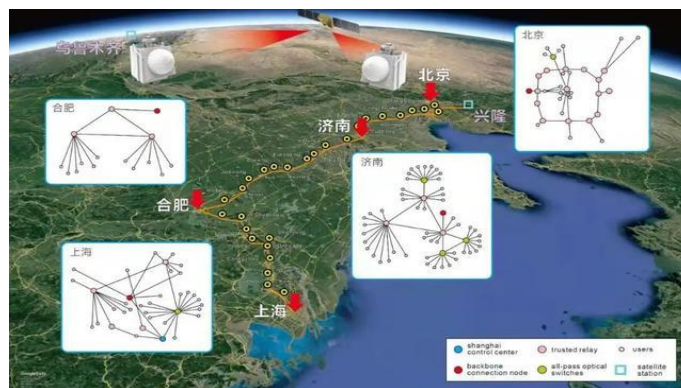 乌鲁木齐
北京
兴隆
济南
合肥
上海
合肥
上海
济南
北京
shanghai
control center
trusted relay
users
backbone
connection node
all-pass optical
switches
satellite
station